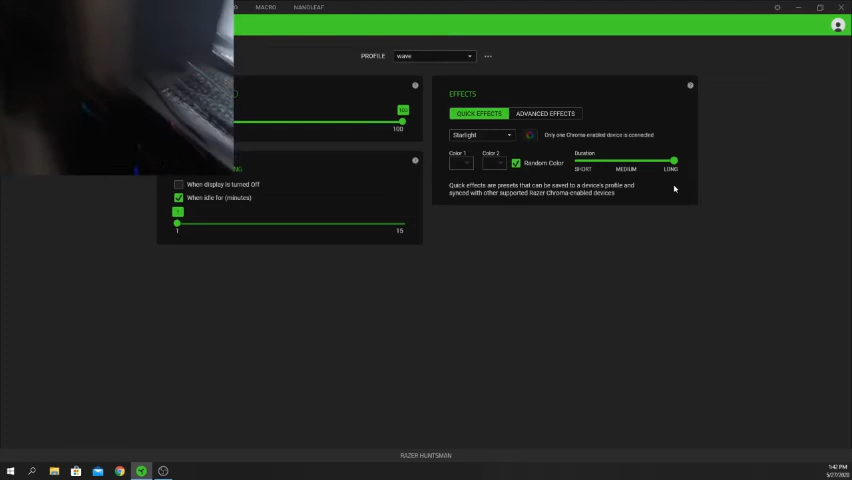 MACRO NANOLEAF
PROFILE wave
100
100
When display is turned Off
When idle for (minutes)
1
1 15
EFFECTS
QUICK EFFECTS ADVANCED EFFECTS
Starlight Only one Chroma-enabled device is connected
Color 1 Color 2 Random Color Duration
SHORT MEDIUM LONG
Quick effects are presets that can be saved to a device's profile and
synced with other supported Razer Chroma-enabled devices
RAZER HUNTSMAN
1:42 PM
5/27/2020